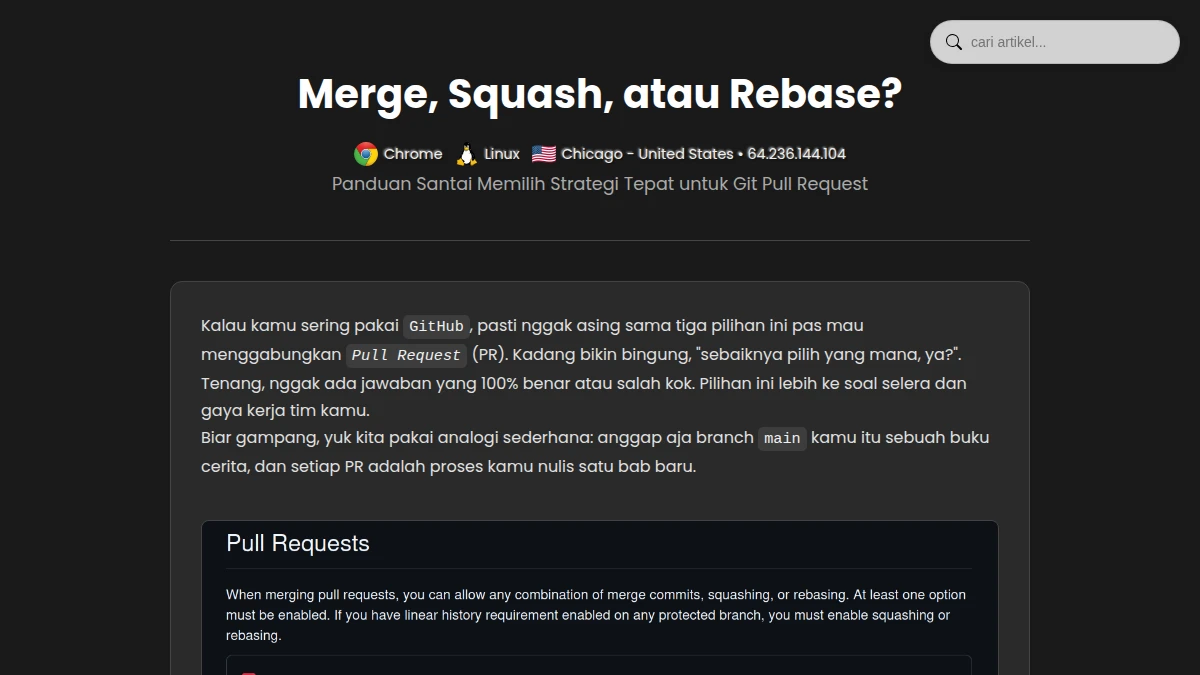 cari artikel...
Merge, Squash, atau Rebase?
Chrome Linux Chicago - United States • 64.236.144.104
Panduan Santai Memilih Strategi Tepat untuk Git Pull Request
Kalau kamu sering pakai GitHub, pasti nggak asing sama tiga pilihan ini pas mau
menggabungkan Pull Request (PR). Kadang bikin bingung, "sebaiknya pilih yang mana, ya?".
Tenang, nggak ada jawaban yang 100% benar atau salah kok. Pilihan ini lebih ke soal selera dan
gaya kerja tim kamu.
Biar gampang, yuk kita pakai analogi sederhana: anggap aja branch main kamu itu sebuah buku
cerita, dan setiap PR adalah proses kamu nulis satu bab baru.
Pull Requests
When merging pull requests, you can allow any combination of merge commits, squashing, or rebasing. At least one option
must be enabled. If you have linear history requirement enabled on any protected branch, you must enable squashing or
rebasing.